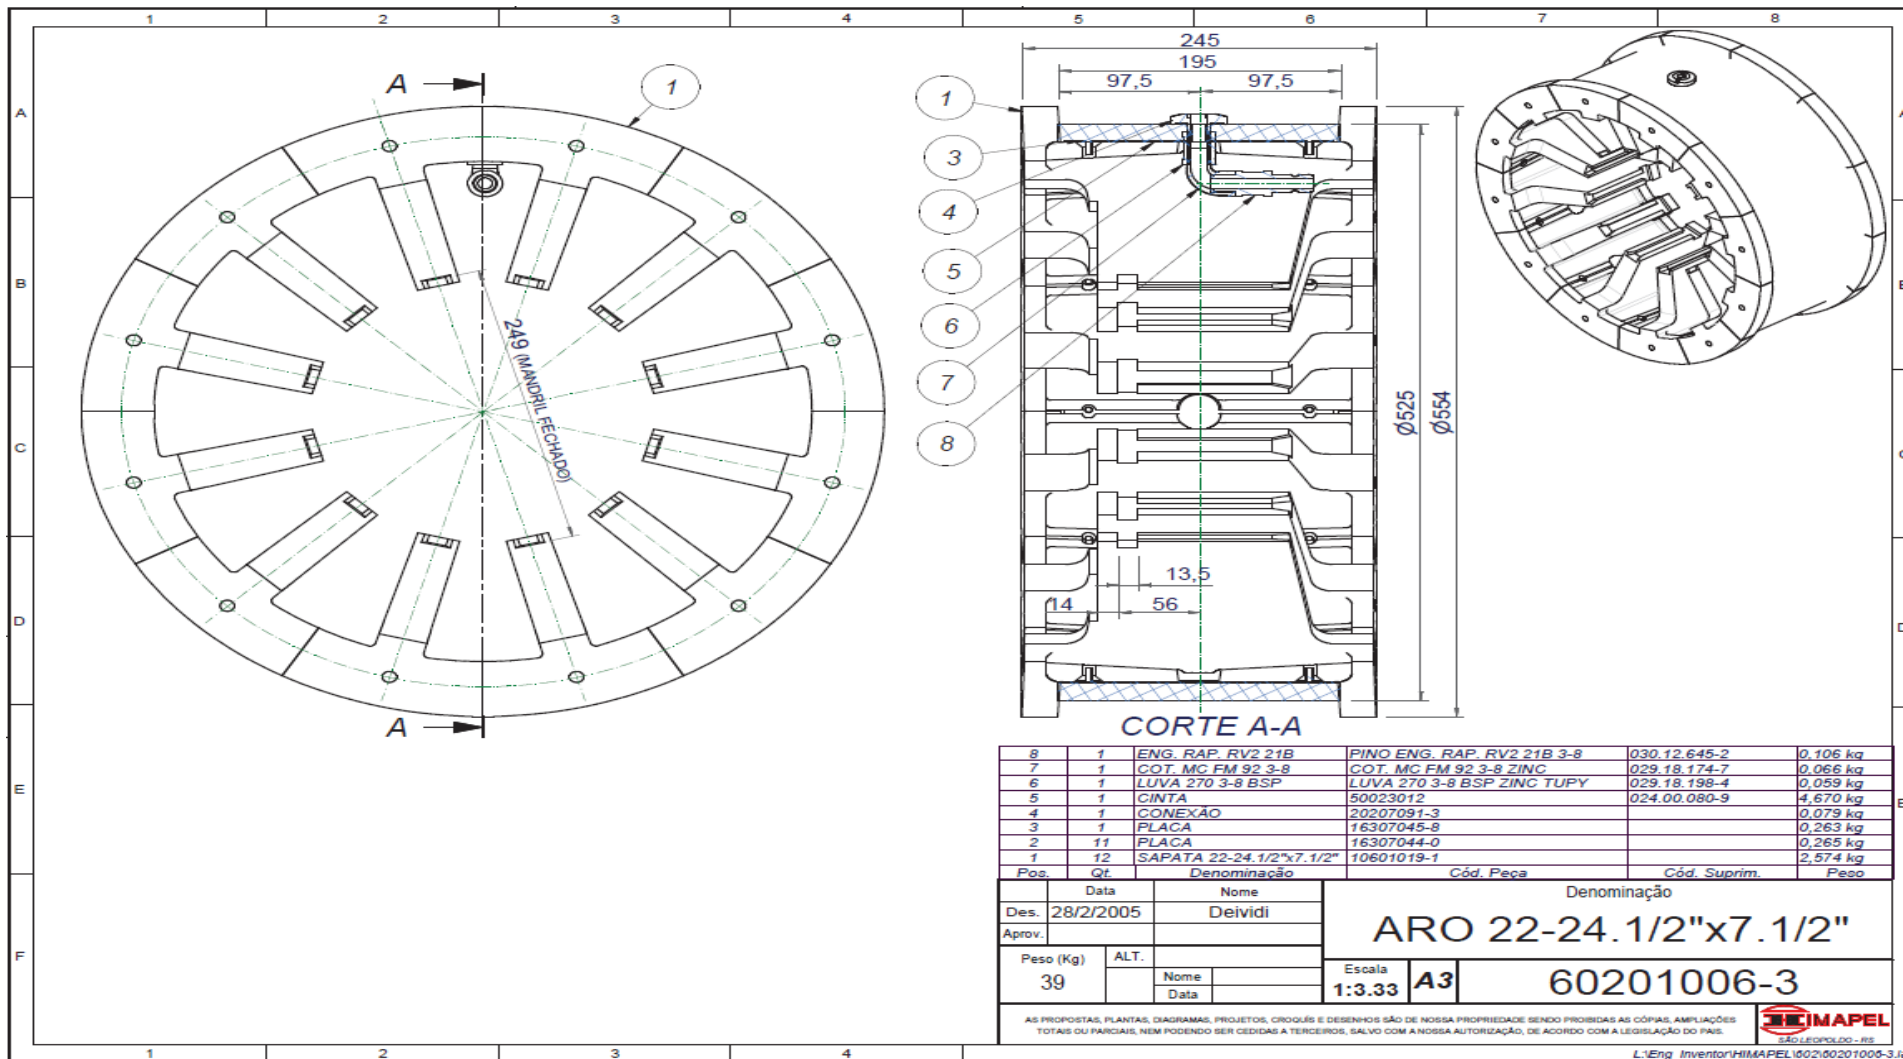 1 2 3 4 5 6 7 8
A
B
C
D
E
F
A
A
1
249 (MANDRIL FECHADO)
245
195
97,5 97,5
1
3
4
5
6
7
8
Ø525
Ø554
13,5
14 56
CORTE A-A
8 1 ENG. RAP. RV2 21B PINO ENG. RAP. RV2 21B 3-8 030.12.645-2 0,106 kg
7 1 COT. MC FM 92 3-8 COT. MC FM 92 3-8 ZINC 029.18.174-7 0,066 kg
6 1 LUVA 270 3-8 BSP LUVA 270 3-8 BSP ZINC TUPY 029.18.198-4 0,059 kg
5 1 CINTA 50023012 024.00.080-9 4,670 kg
4 1 CONEXÃO 20207091-3 0,079 kg
3 1 PLACA 16307045-8 0,263 kg
2 11 PLACA 16307044-0 0,265 kg
1 12 SAPATA 22-24.1/2"x7.1/2" 10601019-1 2,574 kg
Pos. Qt. Denominação Cód. Peça Cód. Suprim. Peso
Data Nome
Des. 28/2/2005 Deividi
Aprov.
Peso (Kg) ALT.
39
Nome
Data
Denominação
ARO 22-24.1/2"x7.1/2"
Escala
1:3.33 A3 60201006-3
AS PROPOSTAS, PLANTAS, DIAGRAMAS, PROJETOS, CROQUÍS E DESENHOS SÃO DE NOSSA PROPRIEDADE SENDO PROIBIDAS AS CÓPIAS, AMPLIAÇÕES
TOTAIS OU PARCIAIS, NEM PODENDO SER CEDIDAS A TERCEIROS, SALVO COM A NOSSA AUTORIZAÇÃO, DE ACORDO COM A LEGISLAÇÃO DO PAIS.
HIMAPEL
SÃO LEOPOLDO - RS
1 2 3 4
L:\Eng_Inventor\HIMAPEL\602\60201006-3.i